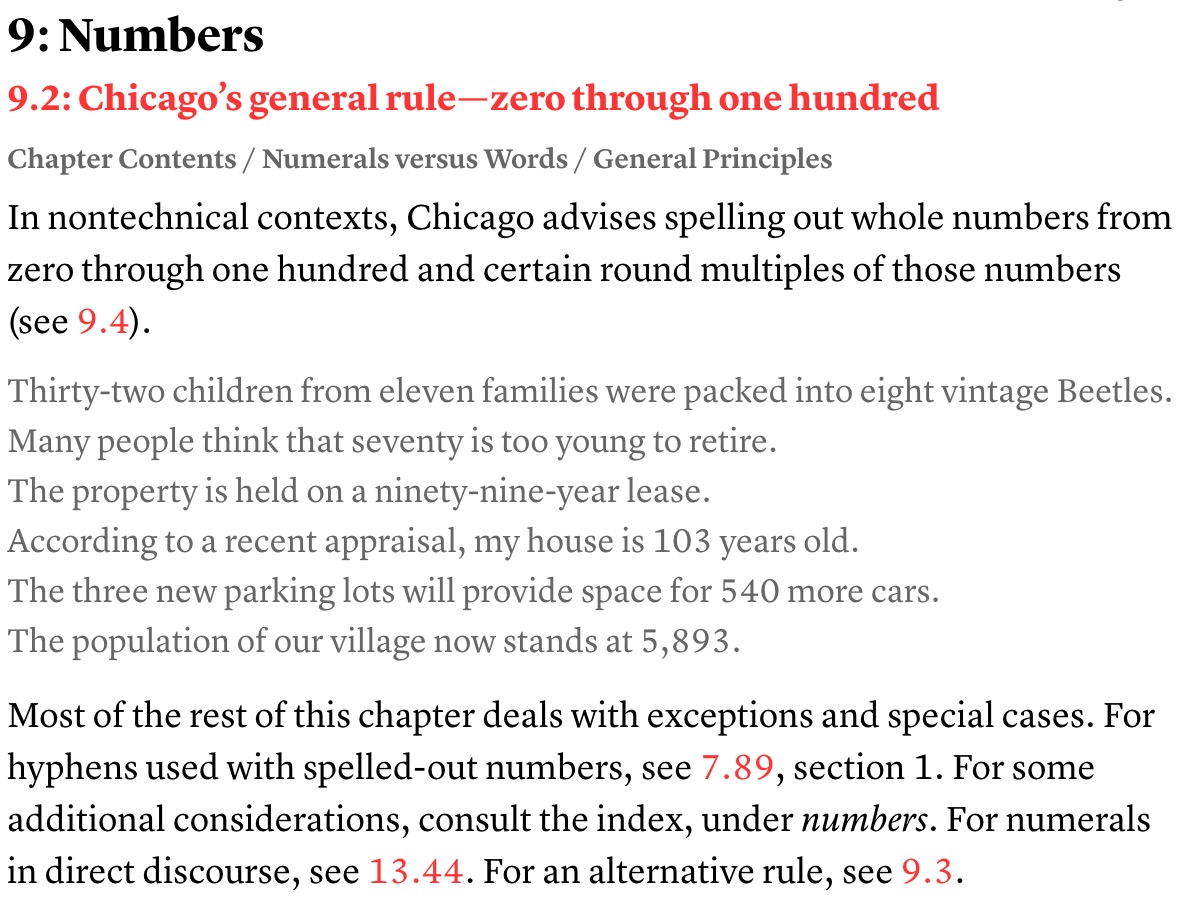 9: Numbers
9.2: Chicago’s general rule—zero through one hundred
Chapter Contents / Numerals versus Words / General Principles
In nontechnical contexts, Chicago advises spelling out whole numbers from
zero through one hundred and certain round multiples of those numbers
(see 9.4).
Thirty-two children from eleven families were packed into eight vintage Beetles.
Many people think that seventy is too young to retire.
The property is held on a ninety-nine-year lease.
According to a recent appraisal, my house is 103 years old.
The three new parking lots will provide space for 540 more cars.
The population of our village now stands at 5,893.
Most of the rest of this chapter deals with exceptions and special cases. For
hyphens used with spelled-out numbers, see 7.89, section 1. For some
additional considerations, consult the index, under numbers. For numerals
in direct discourse, see 13.44. For an alternative rule, see 9.3.